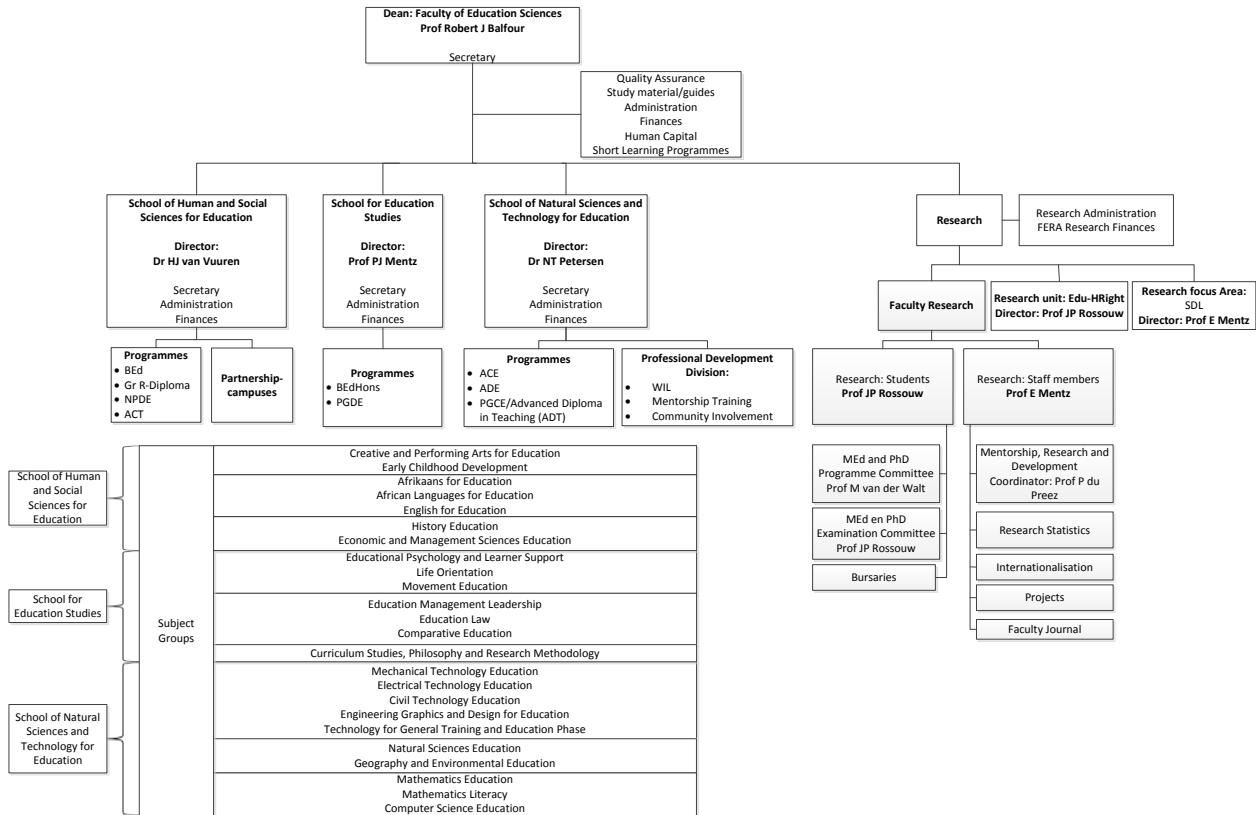 Dean: Faculty of Education Sciences
Prof Robert J Balfour
Secretary
Quality Assurance
Study material/guides
Administration
Finances
Human Capital
Short Learning Programmes
School of Human and Social
Sciences for Education
Director:
Dr HJ van Vuuren
Secretary
Administration
Finances
School for Education
Studies
Director:
Prof PJ Mentz
Secretary
Administration
Finances
School of Natural Sciences and
Technology for Education
Director:
Dr NT Petersen
Secretary
Administration
Finances
Research
Research Administration
FERA Research Finances
Faculty Research
Research unit: Edu-HRight
Director: Prof JP Rossouw
Research focus Area:
SDL
Director: Prof E Mentz
Programmes
• BEd
• Gr R-Diploma
• NPDE
• ACT
Partnership-
campuses
Programmes
• BEdHons
• PGDE
Programmes
• ACE
• ADE
• PGCE/Advanced Diploma
in Teaching (ADT)
Professional Development
Division:
• WIL
• Mentorship Training
• Community Involvement
Research: Students
Prof JP Rossouw
Research: Staff members
Prof E Mentz
MEd and PhD
Programme Committee
Prof M van der Walt
MEd en PhD
Examination Committee
Prof JP Rossouw
Bursaries
Mentorship, Research and
Development
Coordinator: Prof P du
Preez
Research Statistics
Internationalisation
Projects
Faculty Journal
School of Human
and Social
Sciences for
Education
School for
Education Studies
School of Natural
Sciences and
Technology for
Education
Subject
Groups
Creative and Performing Arts for Education
Early Childhood Development
Afrikaans for Education
African Languages for Education
English for Education
History Education
Economic and Management Sciences Education
Educational Psychology and Learner Support
Life Orientation
Movement Education
Education Management Leadership
Education Law
Comparative Education
Curriculum Studies, Philosophy and Research Methodology
Mechanical Technology Education
Electrical Technology Education
Civil Technology Education
Engineering Graphics and Design for Education
Technology for General Training and Education Phase
Natural Sciences Education
Geography and Environmental Education
Mathematics Education
Mathematics Literacy
Computer Science Education